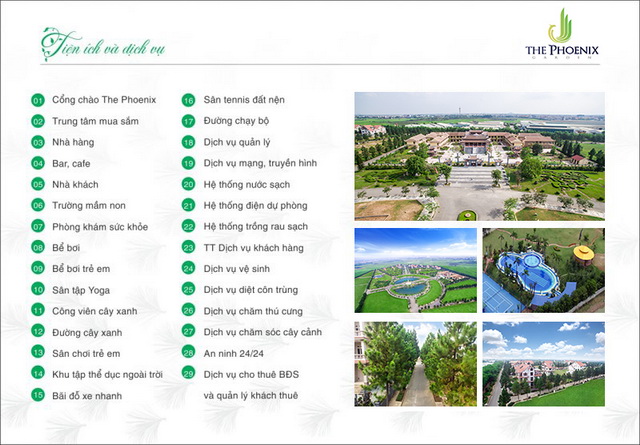 Tiện ích và dịch vụ
THE PHOENIX
GARDEN
01 Cổng chào The Phoenix
02 Trung tâm mua sắm
03 Nhà hàng
04 Bar, cafe
05 Nhà khách
06 Trường mầm non
07 Phòng khám sức khỏe
08 Bể bơi
09 Bể bơi trẻ em
10 Sân tập Yoga
11 Công viên cây xanh
12 Đường cây xanh
13 Sân chơi trẻ em
14 Khu tập thể dục ngoài trời
15 Bãi đỗ xe nhanh
16 Sân tennis đất nện
17 Đường chạy bộ
18 Dịch vụ quản lý
19 Dịch vụ mạng, truyền hình
20 Hệ thống nước sạch
21 Hệ thống điện dự phòng
22 Hệ thống trồng rau sạch
23 TT Dịch vụ khách hàng
24 Dịch vụ vệ sinh
25 Dịch vụ diệt côn trùng
26 Dịch vụ chăm thú cưng
27 Dịch vụ chăm sóc cây cảnh
28 An ninh 24/24
29 Dịch vụ cho thuê BĐS
và quản lý khách thuê